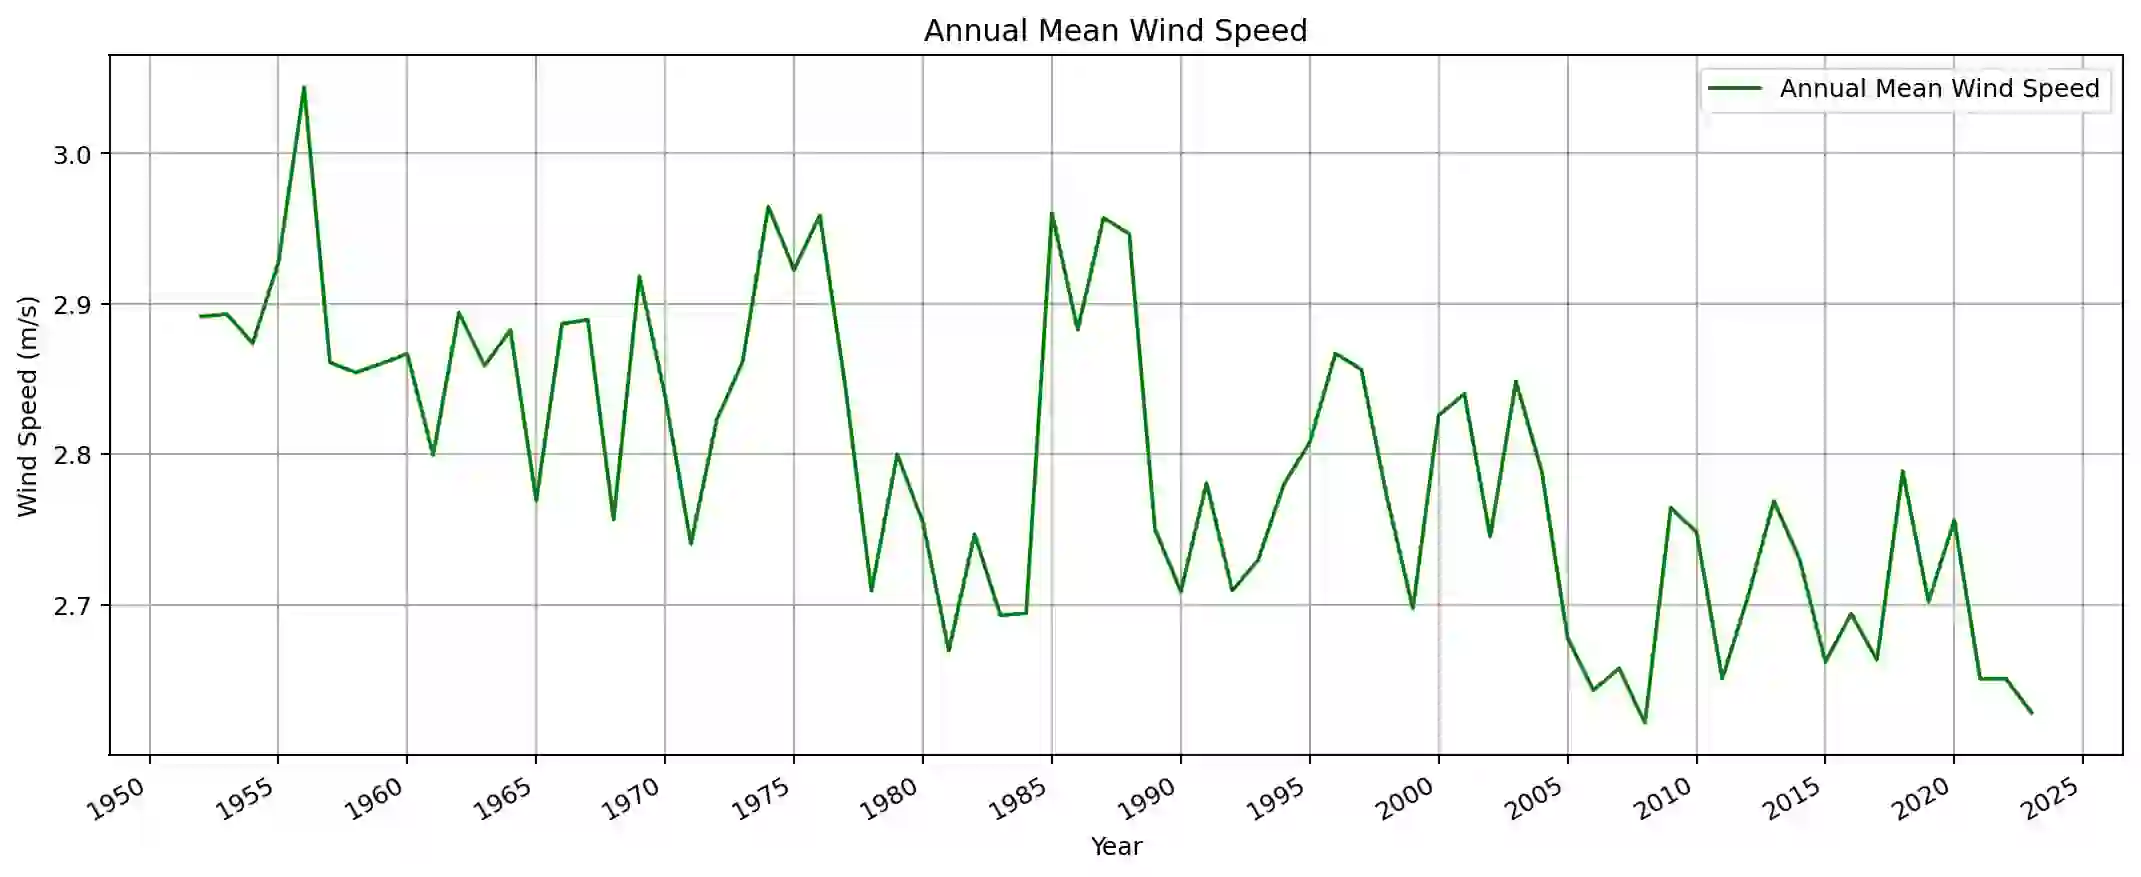 Annual Mean Wind Speed
Annual Mean Wind Speed
Wind Speed (m/s)
3.0
2.9
2.8
2.7
1950 1955 1960 1965 1970 1975 1980 1985 1990 1995 2000 2005 2010 2015 2020 2025
Year